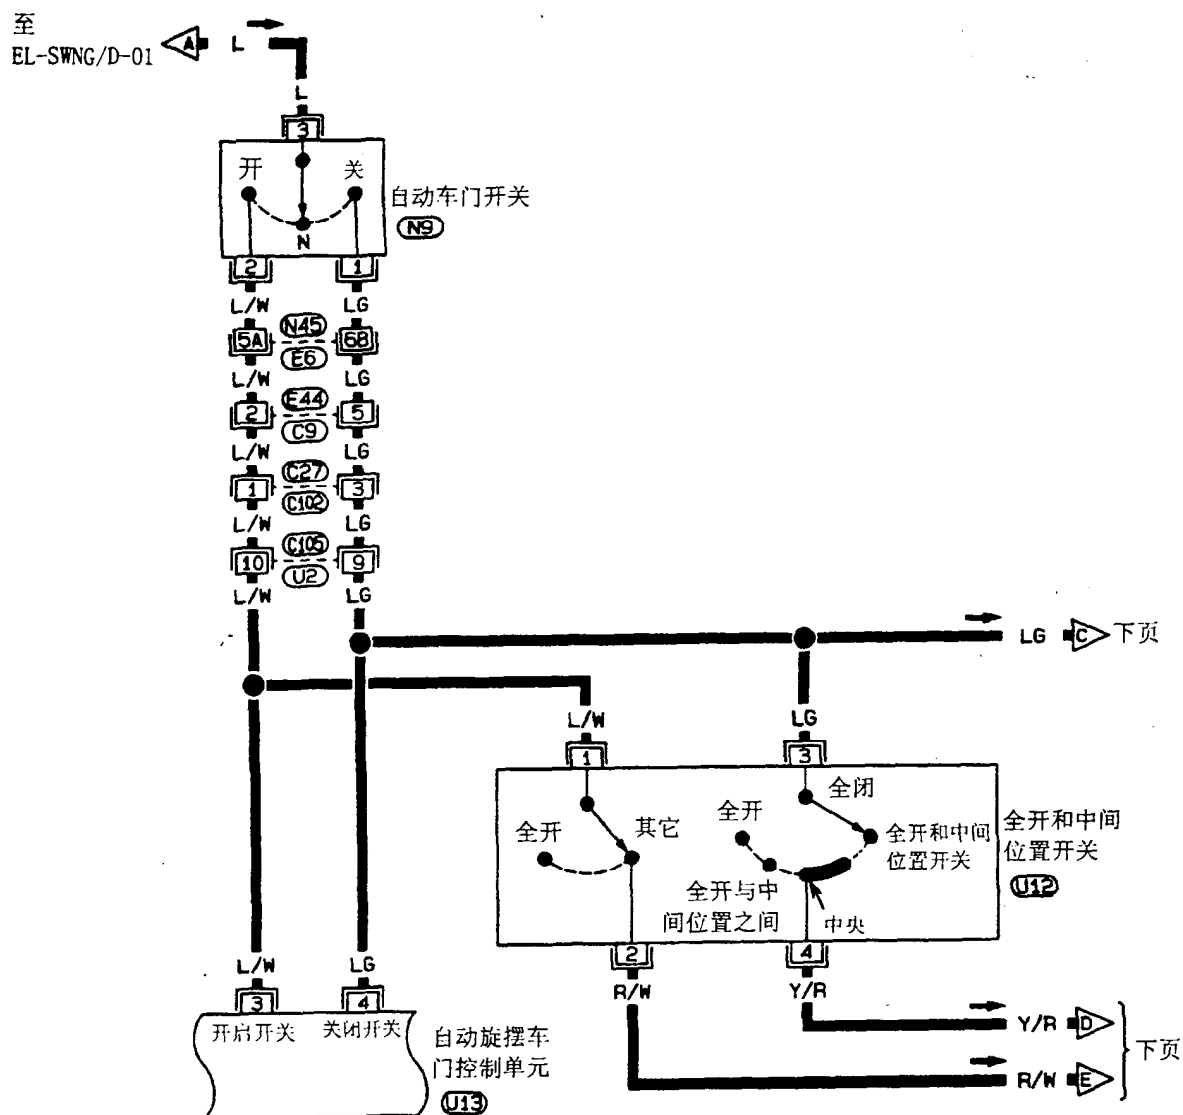 至
EL-SWNG/D-01
A
L
L
3
开
关
自动车门开关
N9
N
2
1
L/W
LG
N45
5A
6B
E6
L/W
LG
E44
2
5
C9
L/W
LG
C27
1
3
C102
L/W
LG
C105
10
9
U2
L/W
LG
LG
C
下页
L/W
LG
1
3
全闭
全开
其它
全开
全开和中间
位置开关
全开和中间
位置开关
U12
全开与中
间位置之间
中央
2
4
R/W
Y/R
L/W
LG
3
4
开启开关
关闭开关
自动旋摆车
门控制单元
U13
Y/R
D
下页
R/W
E